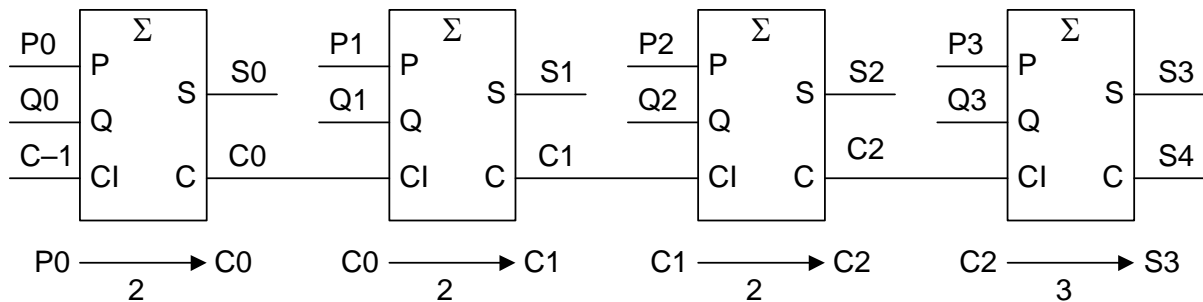 Σ Σ Σ Σ
P0 P1 P2 P3
P P P P
S0 S1 S2 S3
S S S S
Q0 Q1 Q2 Q3
Q Q Q Q
C–1 C0 C1 C2 S4
CI C CI C CI C CI C
P0 C0 C0 C1 C1 C2 C2 S3
2 2 2 3